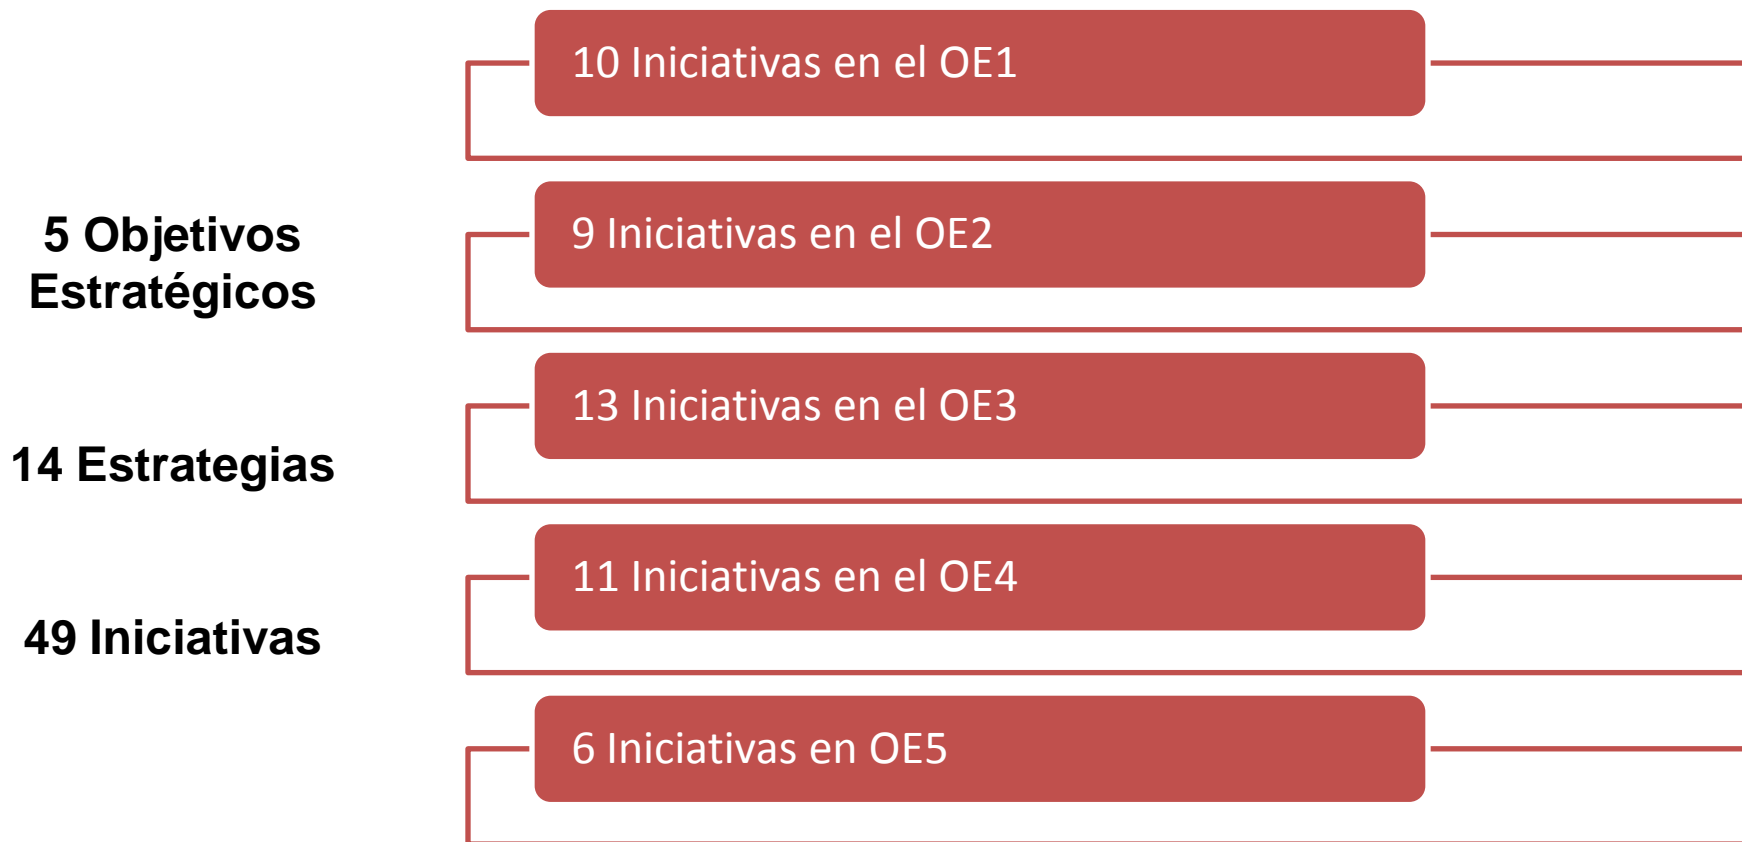 5 Objetivos
Estratégicos
14 Estrategias
49 Iniciativas
10 Iniciativas en el OE1
9 Iniciativas en el OE2
13 Iniciativas en el OE3
11 Iniciativas en el OE4
6 Iniciativas en OE5